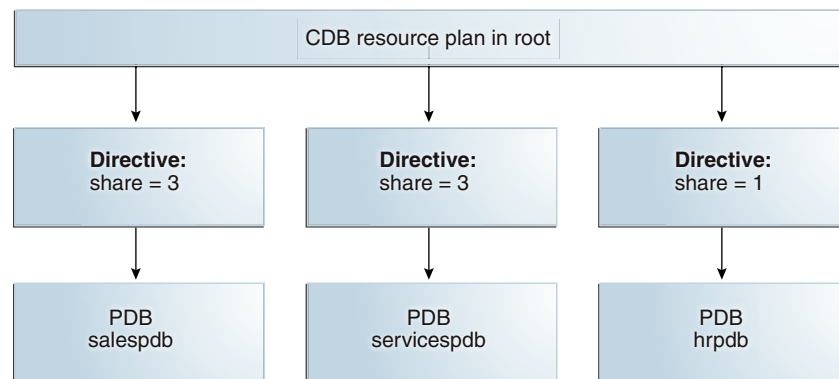 CDB resource plan in root
Directive:
share = 3
Directive:
share = 3
Directive:
share = 1
PDB
salespdb
PDB
servicespdb
PDB
hrpdb